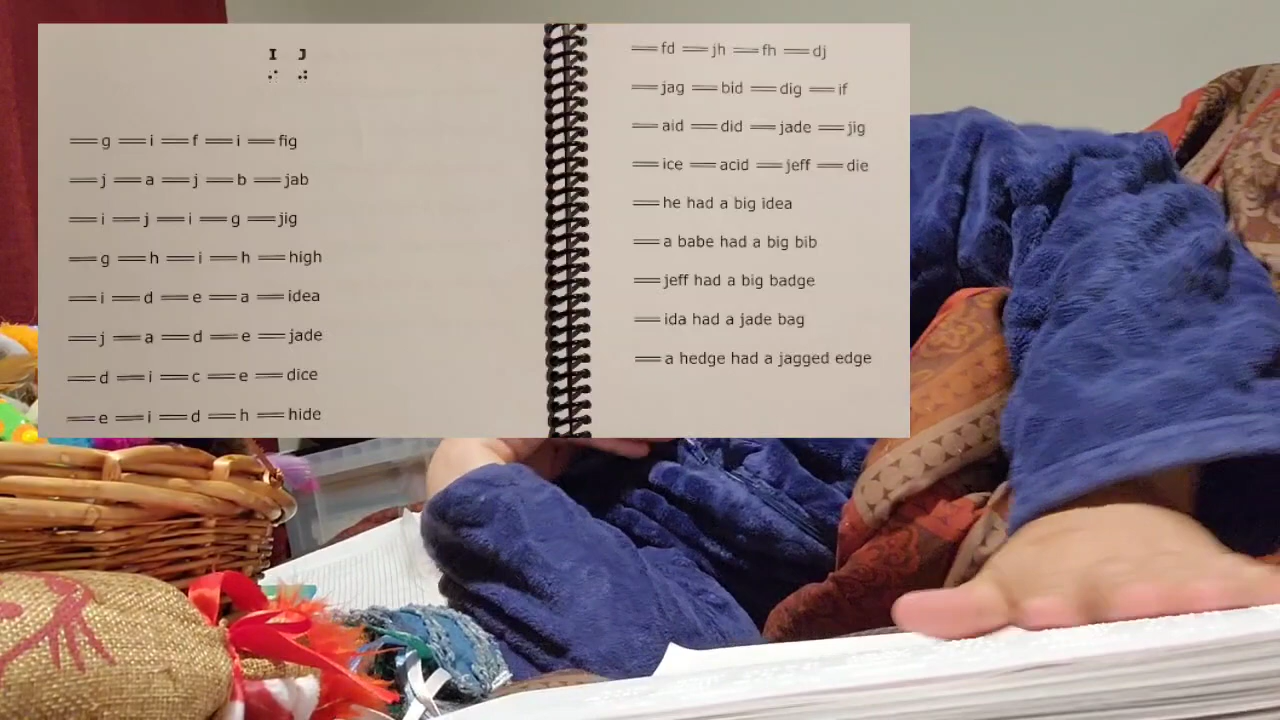 I J
⠊ ⠚
══ g ══ i ══ f ══ i ══ fig
══ j ══ a ══ j ══ b ══ jab
══ i ══ j ══ i ══ g ══ jig
══ g ══ h ══ i ══ h ══ high
══ i ══ d ══ e ══ a ══ idea
══ j ══ a ══ d ══ e ══ jade
══ d ══ i ══ c ══ e ══ dice
══ e ══ i ══ d ══ h ══ hide
══ fd ══ jh ══ fh ══ dj
══ jag ══ bid ══ dig ══ if
══ aid ══ did ══ jade ══ jig
══ ice ══ acid ══ jeff ══ die
══ he had a big idea
══ a babe had a big bib
══ jeff had a big badge
══ ida had a jade bag
══ a hedge had a jagged edge